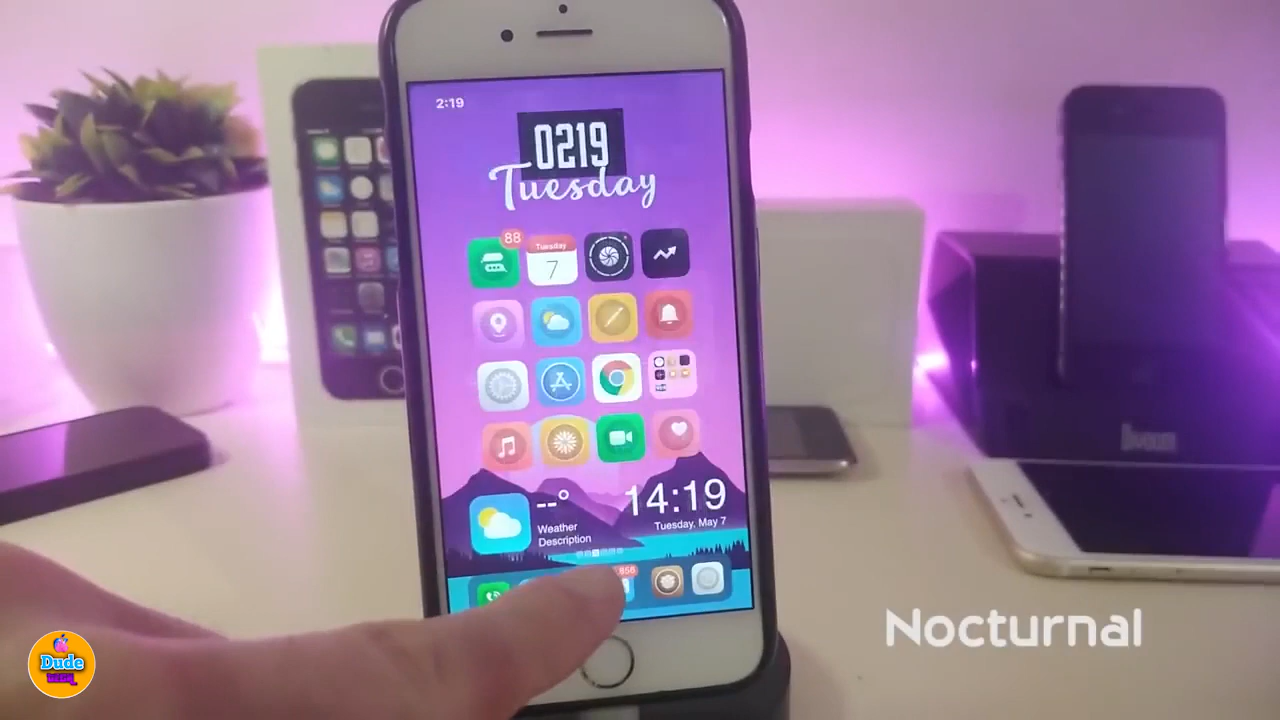 2:19
0219
Tuesday
88
Tuesday
7
--°
Weather
Description
14:19
Tuesday, May 7
856
Nocturnal
Dude